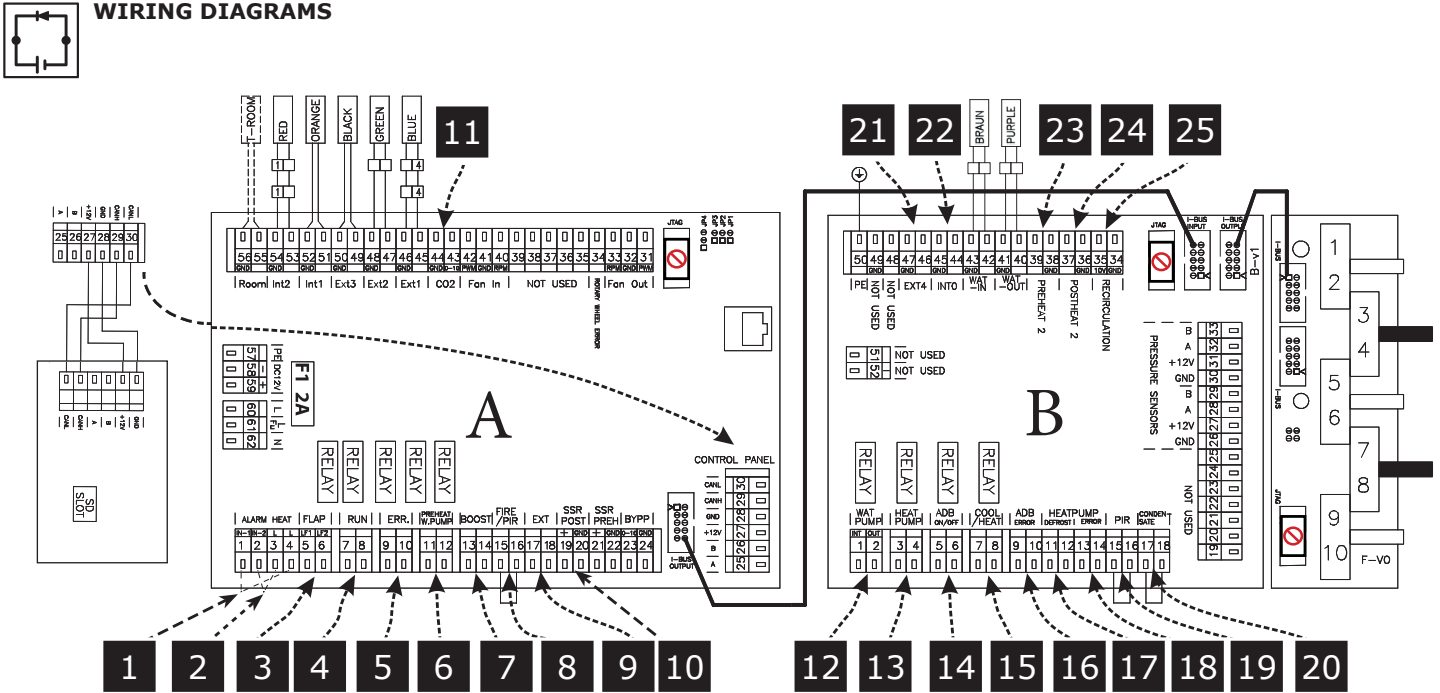 WIRING DIAGRAMS
T-ROOM RED ORANGE BLACK GREEN BLUE
1 4
1 4
11
JTAG
JP4 JP3 JP2 JP1
56 55 54 53 52 51 50 49 48 47 46 45 44 43 42 41 40 39 38 37 36 35 34 33 32 31
GND GND GND GND GND GND 0-10 PWM GND RPM RPM GND PWM
Room Int2 Int1 Ext3 Ext2 Ext1 CO2 Fan In NOT USED ROTARY WHEEL ERROR Fan Out
A B +12V GND CANH CANL
25 26 27 28 29 30
CANL CANH A B +12V GND
SD SLOT
57 58 59
PE - +
DC12V
60 61 62
L L N
Fu
F1 2A
A
RELAY RELAY RELAY RELAY RELAY
CONTROL PANEL
CANL 30
CANH 29
GND 28
+12V 27
B 26
A 25
I-BUS OUTPUT
ALARM HEAT FLAP RUN ERR. PREHEAT W.PUMP BOOST FIRE /PIR EXT SSR POST SSR PREH BYPP
IN-1 IN-2 L L LF1 LF2 + GND + GND 0-10 GND
1 2 3 4 5 6 7 8 9 10 11 12 13 14 15 16 17 18 19 20 21 22 23 24
1 2 3 4 5 6 7 8 9 10
21 22 BRAUN PURPLE 23 24 25
JTAG
I-BUS INPUT
I-BUS OUTPUT
B-v1
50 49 48 47 46 45 44 43 42 41 40 39 38 37 36 35 34
GND GND GND GND GND GND GND 10V GND
PE NOT USED NOT USED EXT4 INT0 WAT -IN WAT -OUT PREHEAT 2 POSTHEAT 2 RECIRCULATION
51 NOT USED
52 NOT USED
B
PRESSURE SENSORS
B 33
A 32
+12V 31
GND 30
B 29
A 28
+12V 27
GND 26
25
24
23
22
21
20
19
NOT USED
RELAY RELAY RELAY RELAY
WAT PUMP HEAT PUMP ADB ON/OFF COOL /HEAT ADB ERROR HEATPUMP DEFROST ERROR PIR CONDEN- SATE
INT OUT
1 2 3 4 5 6 7 8 9 10 11 12 13 14 15 16 17 18
12 13 14 15 16 17 18 19 20
I-BUS
I-BUS
JTAG
1
2
3
4
5
6
7
8
9
10
F-V0